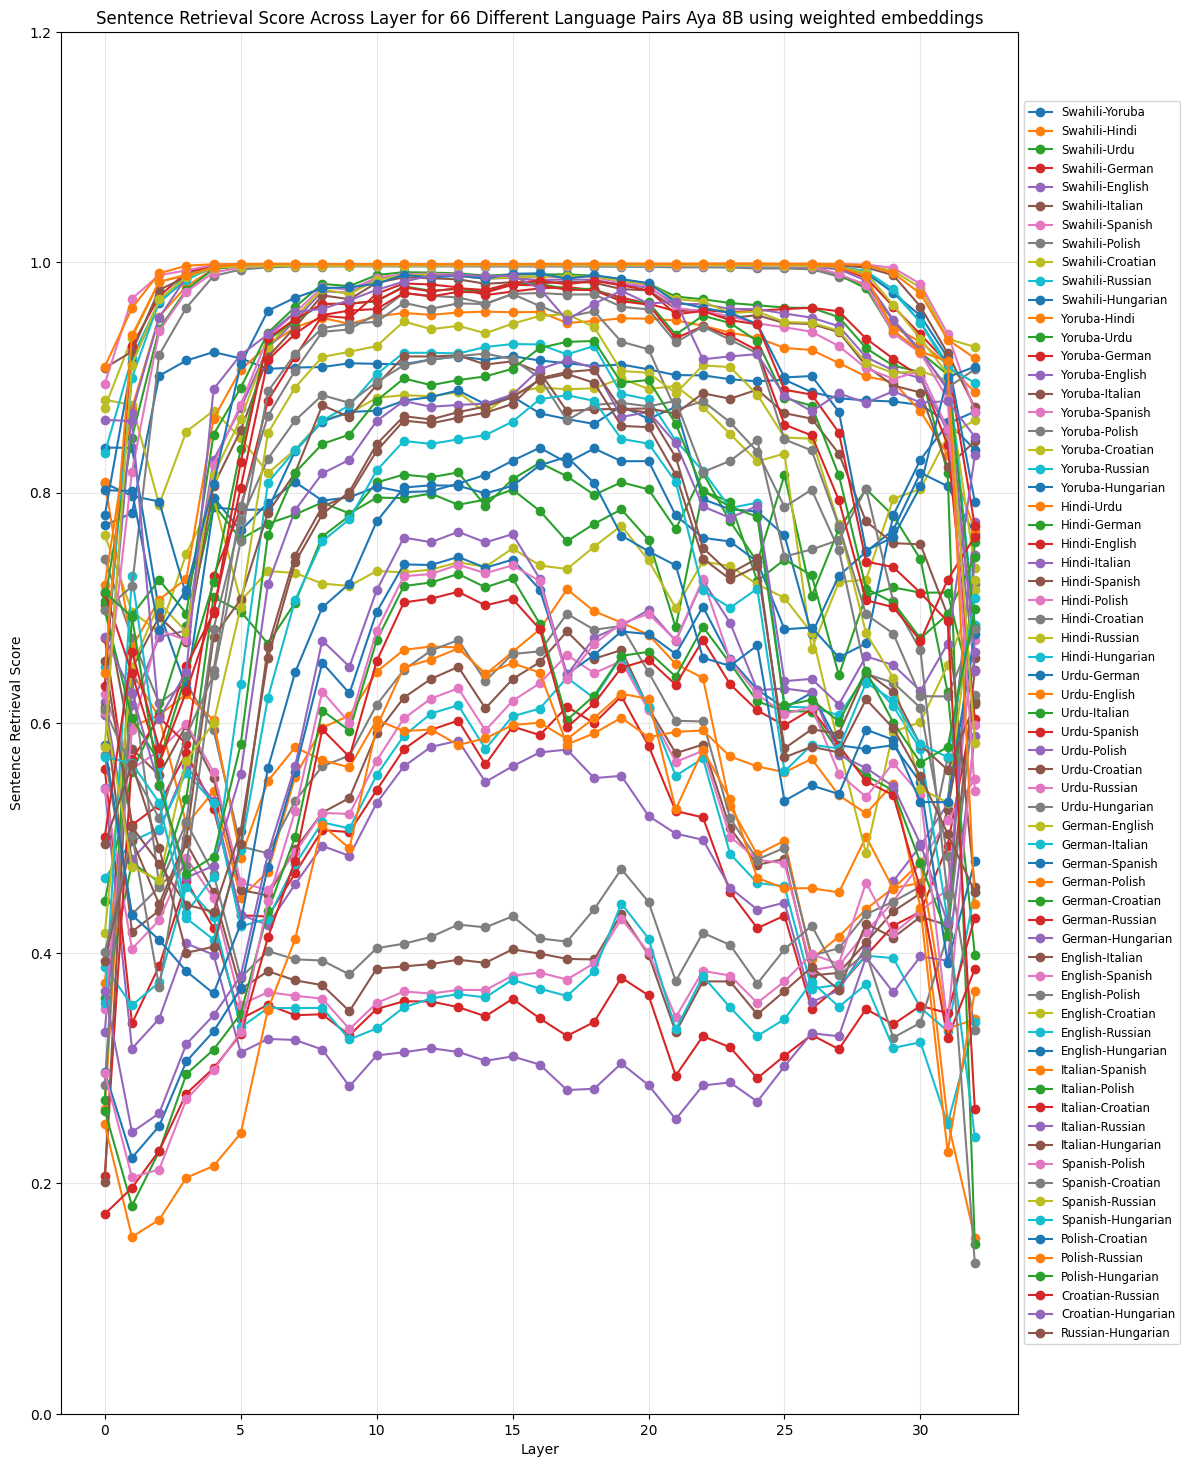 Sentence Retrieval Score Across Layer for 66 Different Language Pairs Aya 8B using weighted embeddings
1.2
1.0
0.8
0.6
0.4
0.2
0.0
Sentence Retrieval Score
0 5 10 15 20 25 30
Layer
Swahili-Yoruba
Swahili-Hindi
Swahili-Urdu
Swahili-German
Swahili-English
Swahili-Italian
Swahili-Spanish
Swahili-Polish
Swahili-Croatian
Swahili-Russian
Swahili-Hungarian
Yoruba-Hindi
Yoruba-Urdu
Yoruba-German
Yoruba-English
Yoruba-Italian
Yoruba-Spanish
Yoruba-Polish
Yoruba-Croatian
Yoruba-Russian
Yoruba-Hungarian
Hindi-Urdu
Hindi-German
Hindi-English
Hindi-Italian
Hindi-Spanish
Hindi-Polish
Hindi-Croatian
Hindi-Russian
Hindi-Hungarian
Urdu-German
Urdu-English
Urdu-Italian
Urdu-Spanish
Urdu-Polish
Urdu-Croatian
Urdu-Russian
Urdu-Hungarian
German-English
German-Italian
German-Spanish
German-Polish
German-Croatian
German-Russian
German-Hungarian
English-Italian
English-Spanish
English-Polish
English-Croatian
English-Russian
English-Hungarian
Italian-Spanish
Italian-Polish
Italian-Croatian
Italian-Russian
Italian-Hungarian
Spanish-Polish
Spanish-Croatian
Spanish-Russian
Spanish-Hungarian
Polish-Croatian
Polish-Russian
Polish-Hungarian
Croatian-Russian
Croatian-Hungarian
Russian-Hungarian